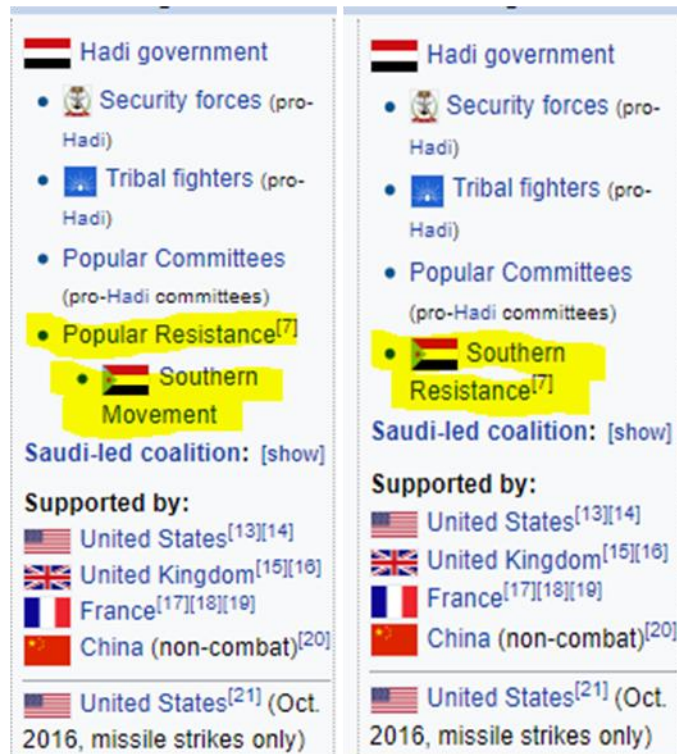 Hadi government
• Security forces (pro-
Hadi)
• Tribal fighters (pro-
Hadi)
• Popular Committees
(pro-Hadi committees)
• Popular Resistance[7]
• Southern
Movement
Saudi-led coalition: [show]
Supported by:
United States[13][14]
United Kingdom[15][16]
France[17][18][19]
China (non-combat)[20]
United States[21] (Oct.
2016, missile strikes only)
Hadi government
• Security forces (pro-
Hadi)
• Tribal fighters (pro-
Hadi)
• Popular Committees
(pro-Hadi committees)
• Southern
Resistance[7]
Saudi-led coalition: [show]
Supported by:
United States[13][14]
United Kingdom[15][16]
France[17][18][19]
China (non-combat)[20]
United States[21] (Oct.
2016, missile strikes only)